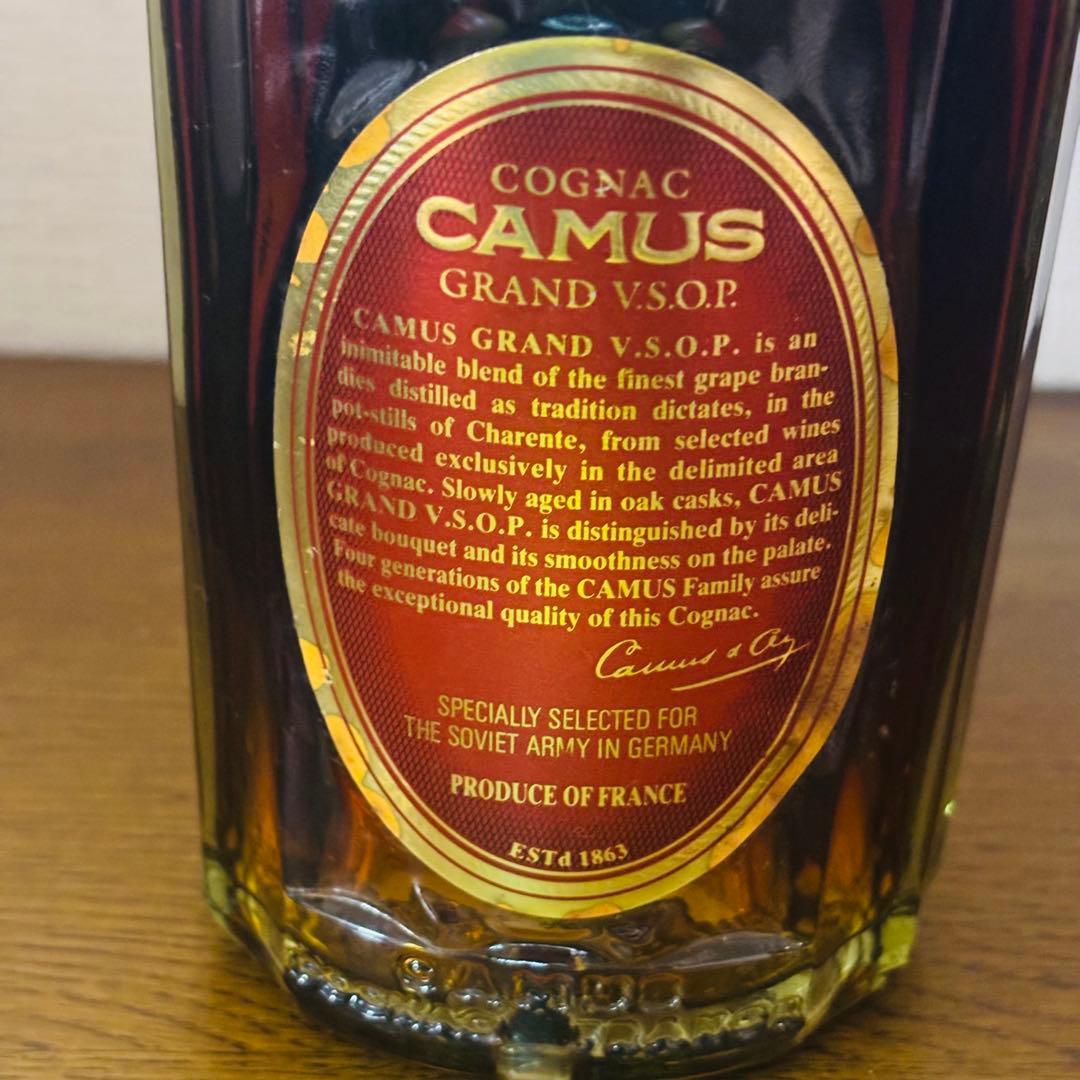 COGNAC
CAMUS
GRAND V.S.O.P.
CAMUS GRAND V.S.O.P. is an
inimitable blend of the finest grape bran-
dies distilled as tradition dictates, in the
pot-stills of Charente, from selected wines
produced exclusively in the delimited area
of Cognac. Slowly aged in oak casks, CAMUS
GRAND V.S.O.P. is distinguished by its deli-
cate bouquet and its smoothness on the palate.
Four generations of the CAMUS Family assure
the exceptional quality of this Cognac.
Camus & Co
SPECIALLY SELECTED FOR
THE SOVIET ARMY IN GERMANY
PRODUCE OF FRANCE
ESTd 1863
CAMUS